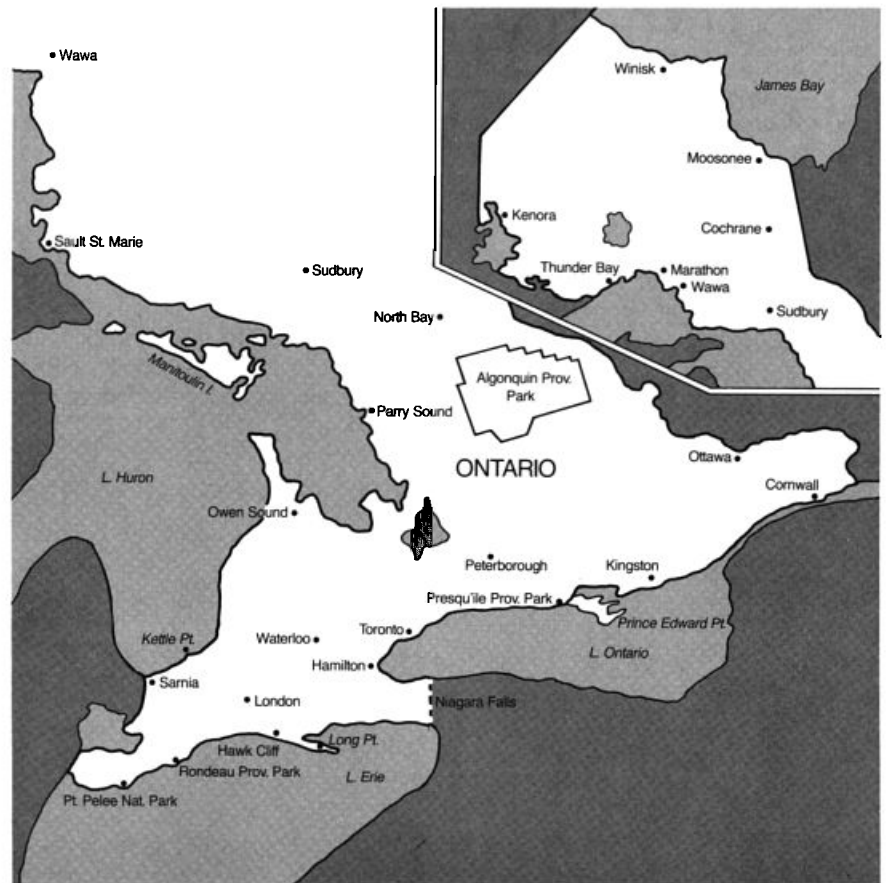 Wawa
Winisk
James Bay
Moosonee
Kenora
Cochrane
Sault St. Marie
Sudbury
Thunder Bay
Marathon
Wawa
Sudbury
North Bay
Manitoulin I.
Algonquin Prov.
Park
Parry Sound
ONTARIO
Ottawa
L. Huron
Cornwall
Owen Sound
Peterborough
Kingston
Presqu'ile Prov. Park
Prince Edward Pt.
Kettle Pt.
Waterloo
Toronto
L. Ontario
Hamilton
Sarnia
London
Niagara Falls
Hawk Cliff
Long Pt.
Rondeau Prov. Park
L. Erie
Pt. Pelee Nat. Park